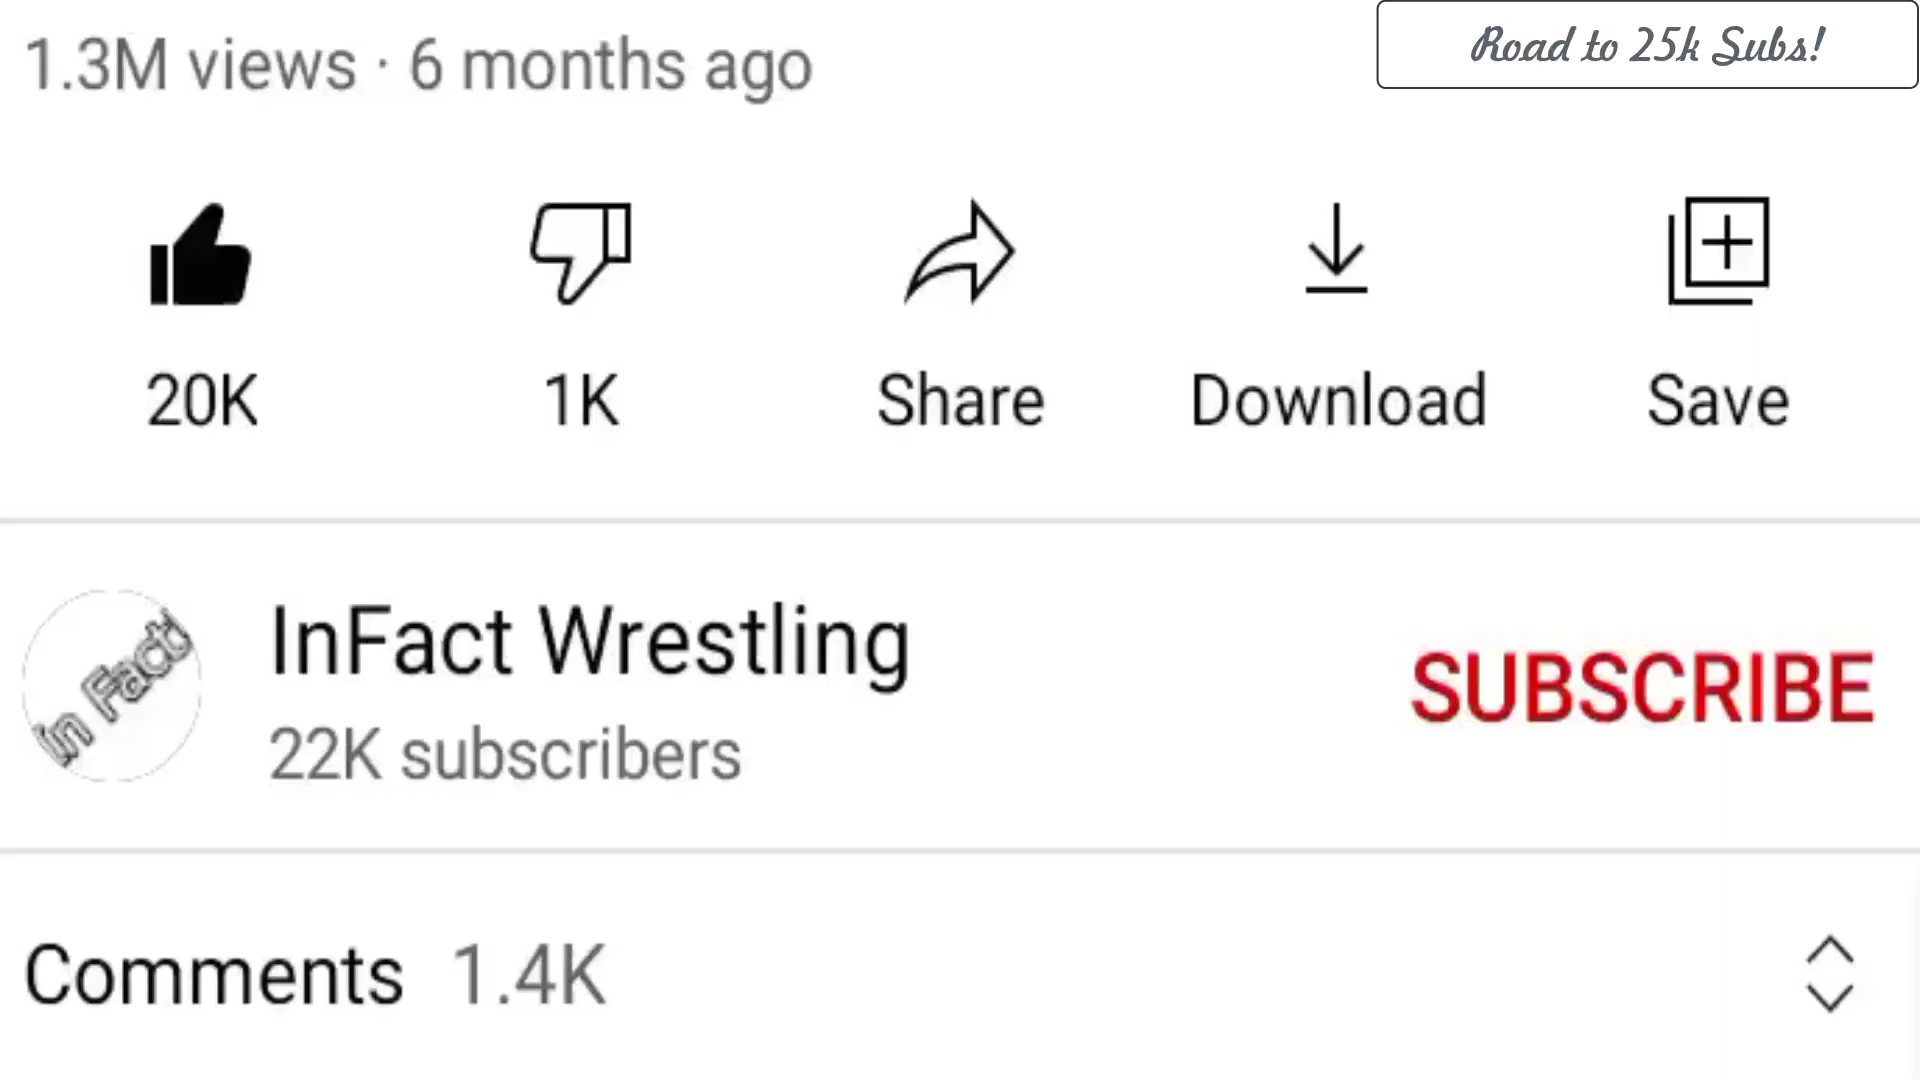 1.3M views · 6 months ago
Road to 25k Subs!
20K 1K Share Download Save
in Fact!
InFact Wrestling
22K subscribers
SUBSCRIBE
Comments 1.4K